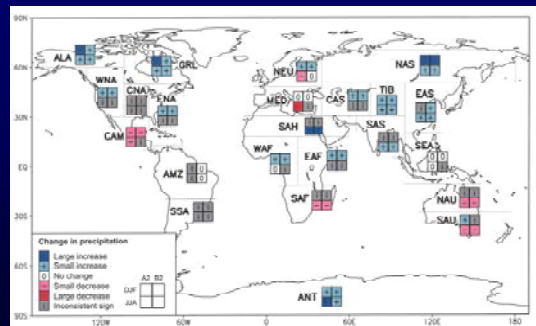 90N
60N
30N
EQ
30S
60S
90S
ALA
GRL
WNA
CNA
ENA
CAM
AMZ
SSA
NEU
MED
SAH
WAF
EAF
SAF
NAS
CAS
TIB
EAS
SAS
SEA
NAU
SAU
ANT
Change in precipitation
Large increase
Small increase
0 No change
Small decrease
Large decrease
Inconsistent sign
A2 B2
DJF
JJA
120W
60W
0
60E
120E
180